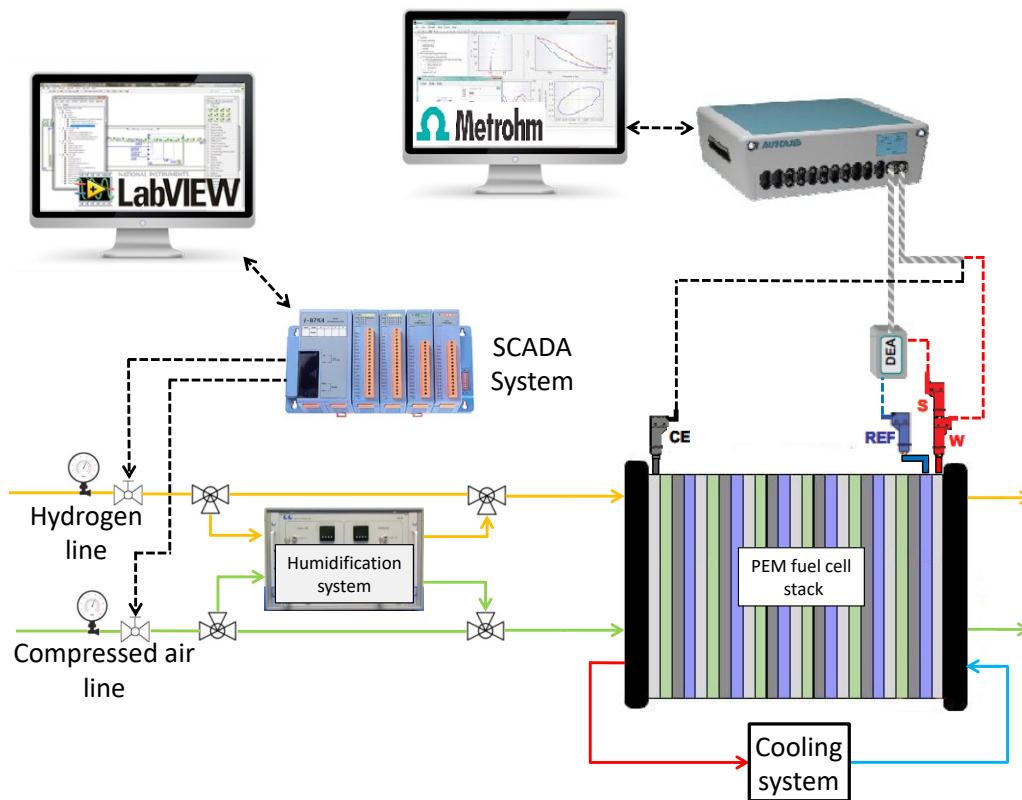 Metrohm
NATIONAL INSTRUMENTS
LabVIEW
AUTOLAB
I-87K4
SCADA
System
DEA
S
CE
REF
W
Hydrogen
line
Humidification
system
PEM fuel cell
stack
Compressed air
line
Cooling
system